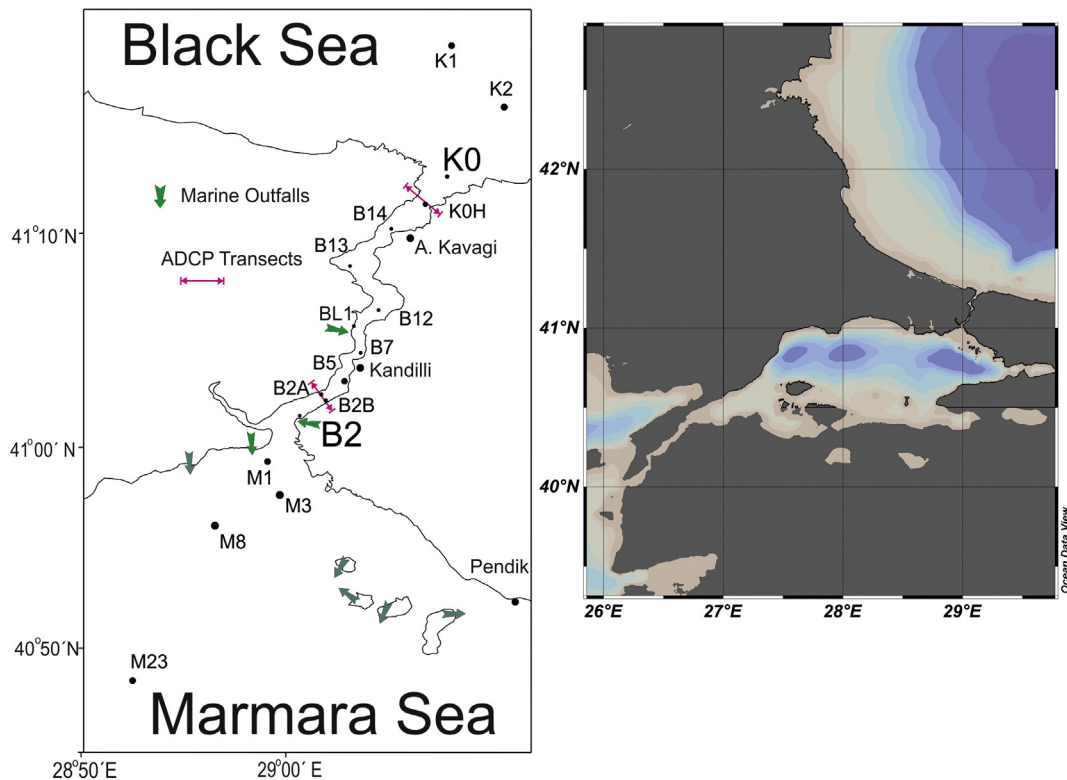 Black Sea
K1
K2
K0
Marine Outfalls
K0H
B14
A. Kavagi
41°10´N
B13
ADCP Transects
BL1
B12
B7
B5
Kandilli
B2A
B2B
B2
41°00´N
M1
M3
M8
Pendik
40°50´N
M23
Marmara Sea
28°50´E
29°00´E
42°N
41°N
40°N
Ocean Data View
26°E
27°E
28°E
29°E